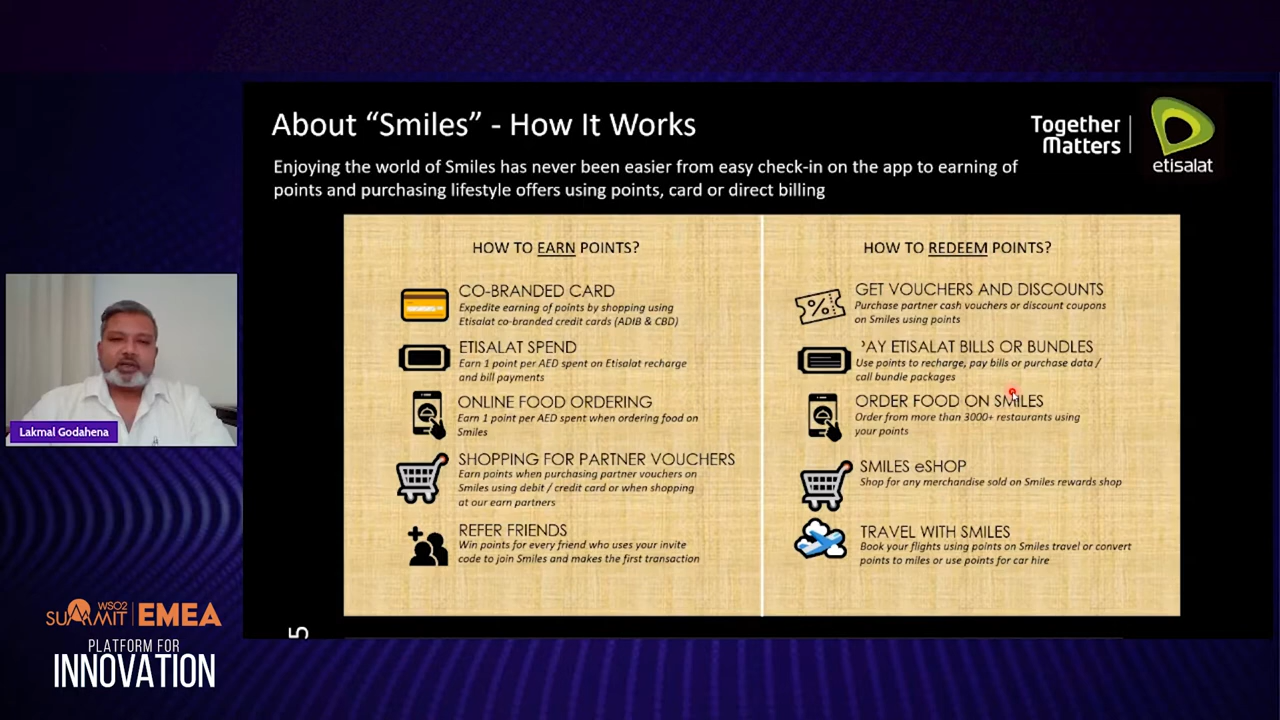 About “Smiles” - How It Works
Together
Matters
etisalat
Enjoying the world of Smiles has never been easier from easy check-in on the app to earning of
points and purchasing lifestyle offers using points, card or direct billing
HOW TO EARN POINTS?
CO-BRANDED CARD
Expedite earning of points by shopping using
Etisalat co-branded credit cards (ADIB & CBD)
ETISALAT SPEND
Earn 1 point per AED spent on Etisalat recharge
and bill payments
ONLINE FOOD ORDERING
Earn 1 point per AED spent when ordering food on
Smiles
SHOPPING FOR PARTNER VOUCHERS
Earn points when purchasing partner vouchers on
Smiles using debit / credit card or when shopping
at our earn partners
REFER FRIENDS
Win points for every friend who uses your invite
code to join Smiles and makes the first transaction
HOW TO REDEEM POINTS?
GET VOUCHERS AND DISCOUNTS
Purchase partner cash vouchers or discount coupons
on Smiles using points
PAY ETISALAT BILLS OR BUNDLES
Use points to recharge, pay bills or purchase data /
call bundle packages
ORDER FOOD ON SMILES
Order from more than 3000+ restaurants using
your points
SMILES eSHOP
Shop for any merchandise sold on Smiles rewards shop
TRAVEL WITH SMILES
Book your flights using points on Smiles travel or convert
points to miles or use points for car hire
Lakmal Godahena
WSO2
SUMMIT EMEA
PLATFORM FOR
INNOVATION
5